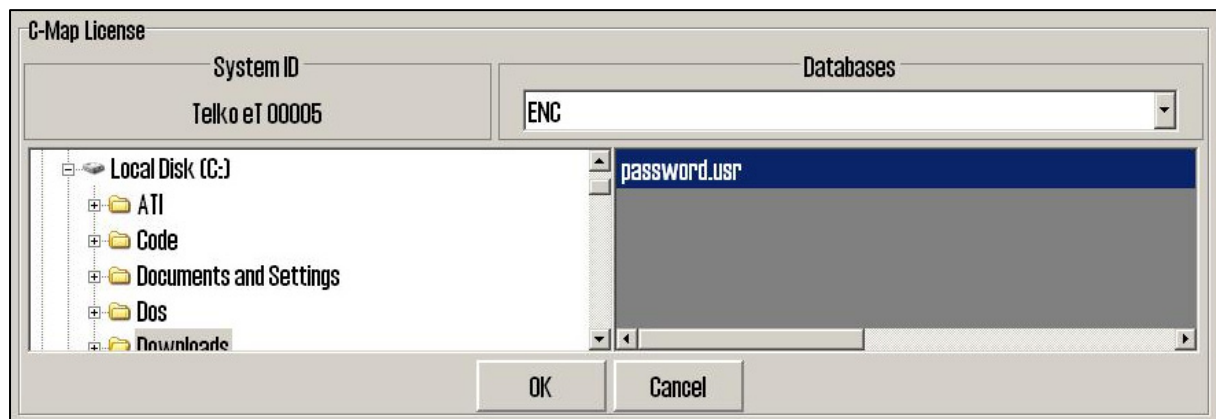 C-Map License
System ID
Databases
Telko eT 00005
ENC
Local Disk (C:)
ATI
Code
Documents and Settings
Dos
Downloads
password.usr
OK
Cancel